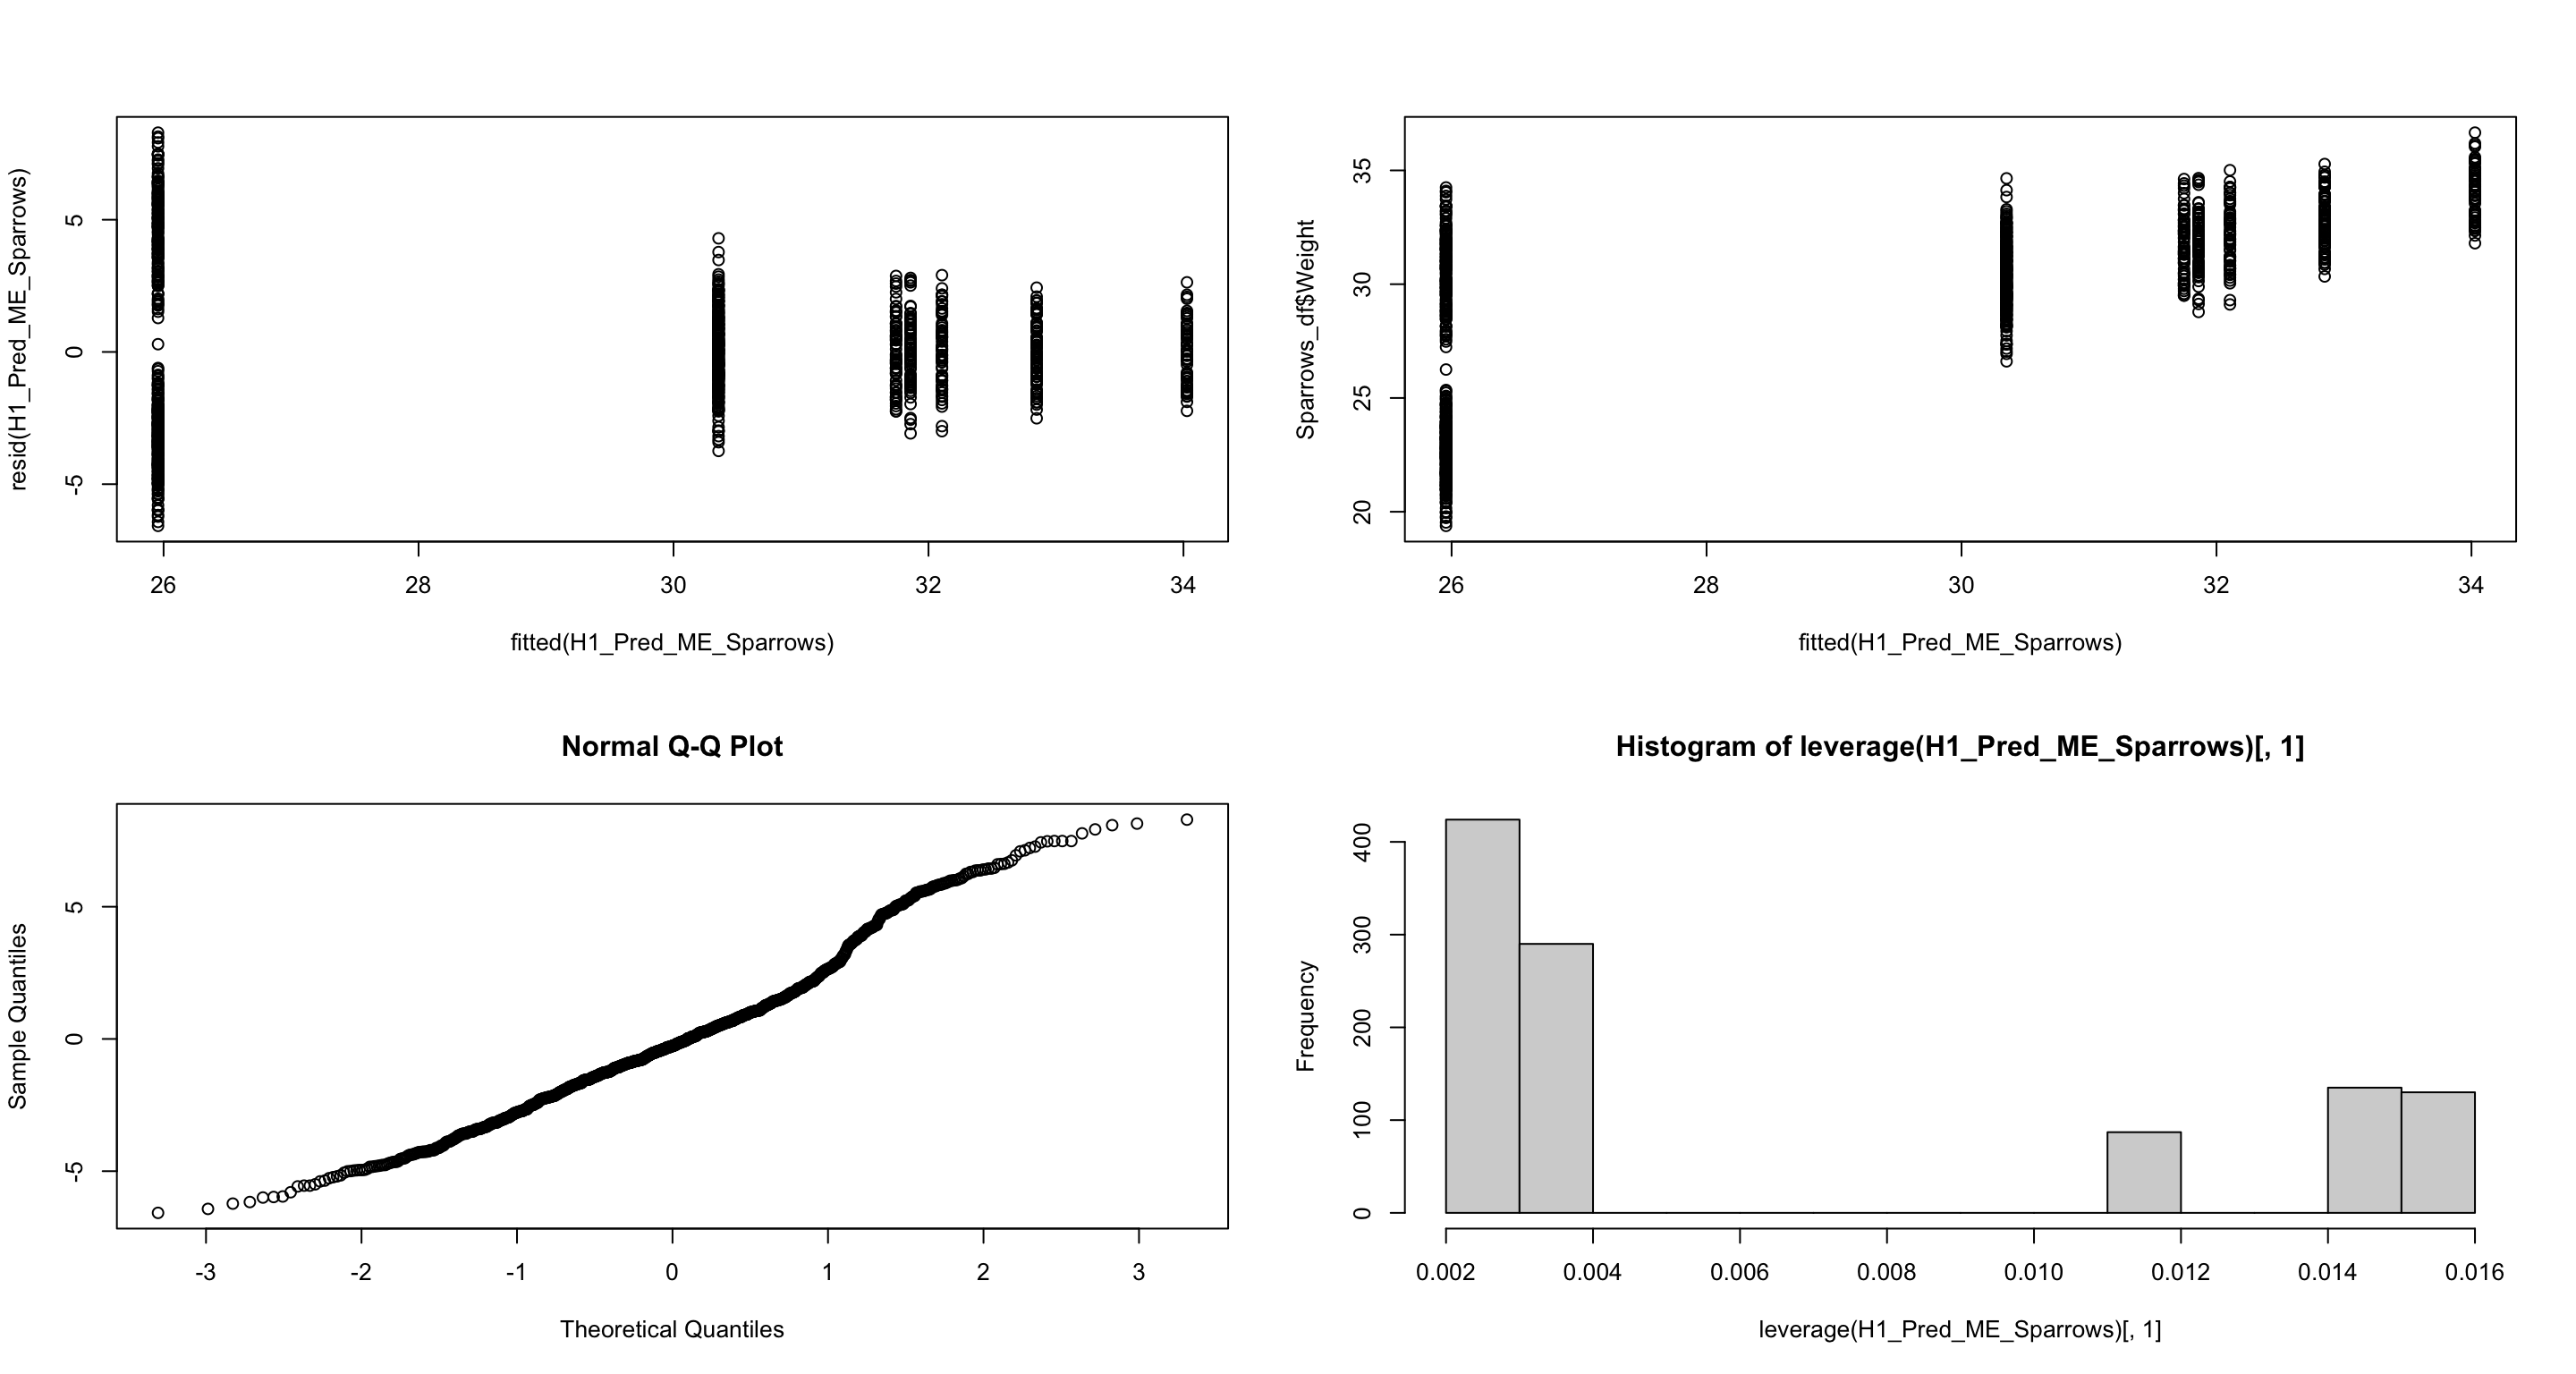 resid(H1_Pred_ME_Sparrows)
5
0
-5
26 28 30 32 34
fitted(H1_Pred_ME_Sparrows)
Sparrows_df$Weight
35
30
25
20
26 28 30 32 34
fitted(H1_Pred_ME_Sparrows)
Normal Q-Q Plot
Sample Quantiles
5
0
-5
-3 -2 -1 0 1 2 3
Theoretical Quantiles
Histogram of leverage(H1_Pred_ME_Sparrows)[, 1]
Frequency
400
300
200
100
0
0.002 0.004 0.006 0.008 0.010 0.012 0.014 0.016
leverage(H1_Pred_ME_Sparrows)[, 1]